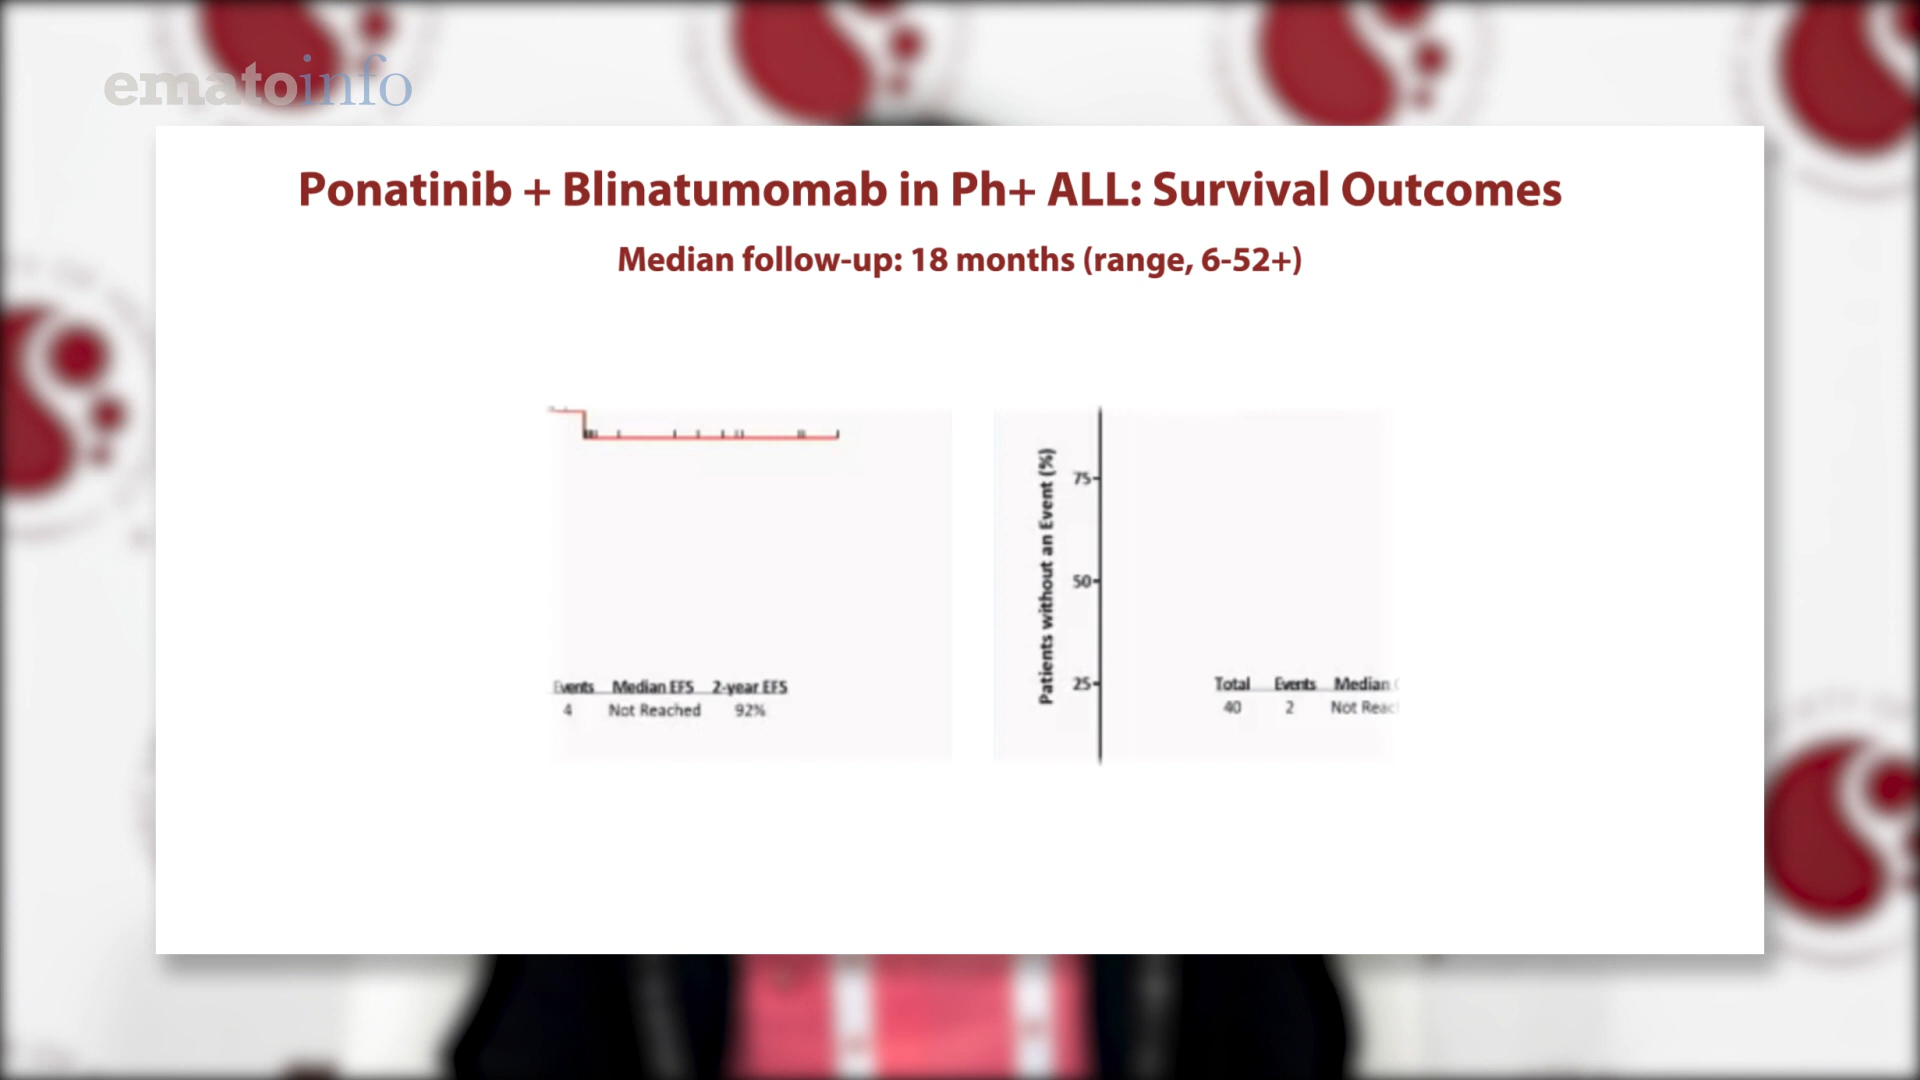 ematoinfo
Ponatinib + Blinatumomab in Ph+ ALL: Survival Outcomes
Median follow-up: 18 months (range, 6-52+)
Events Median EFS 2-year EFS
4 Not Reached 92%
Patients without an Event (%)
75
50
25
Total Events Median
40 2 Not